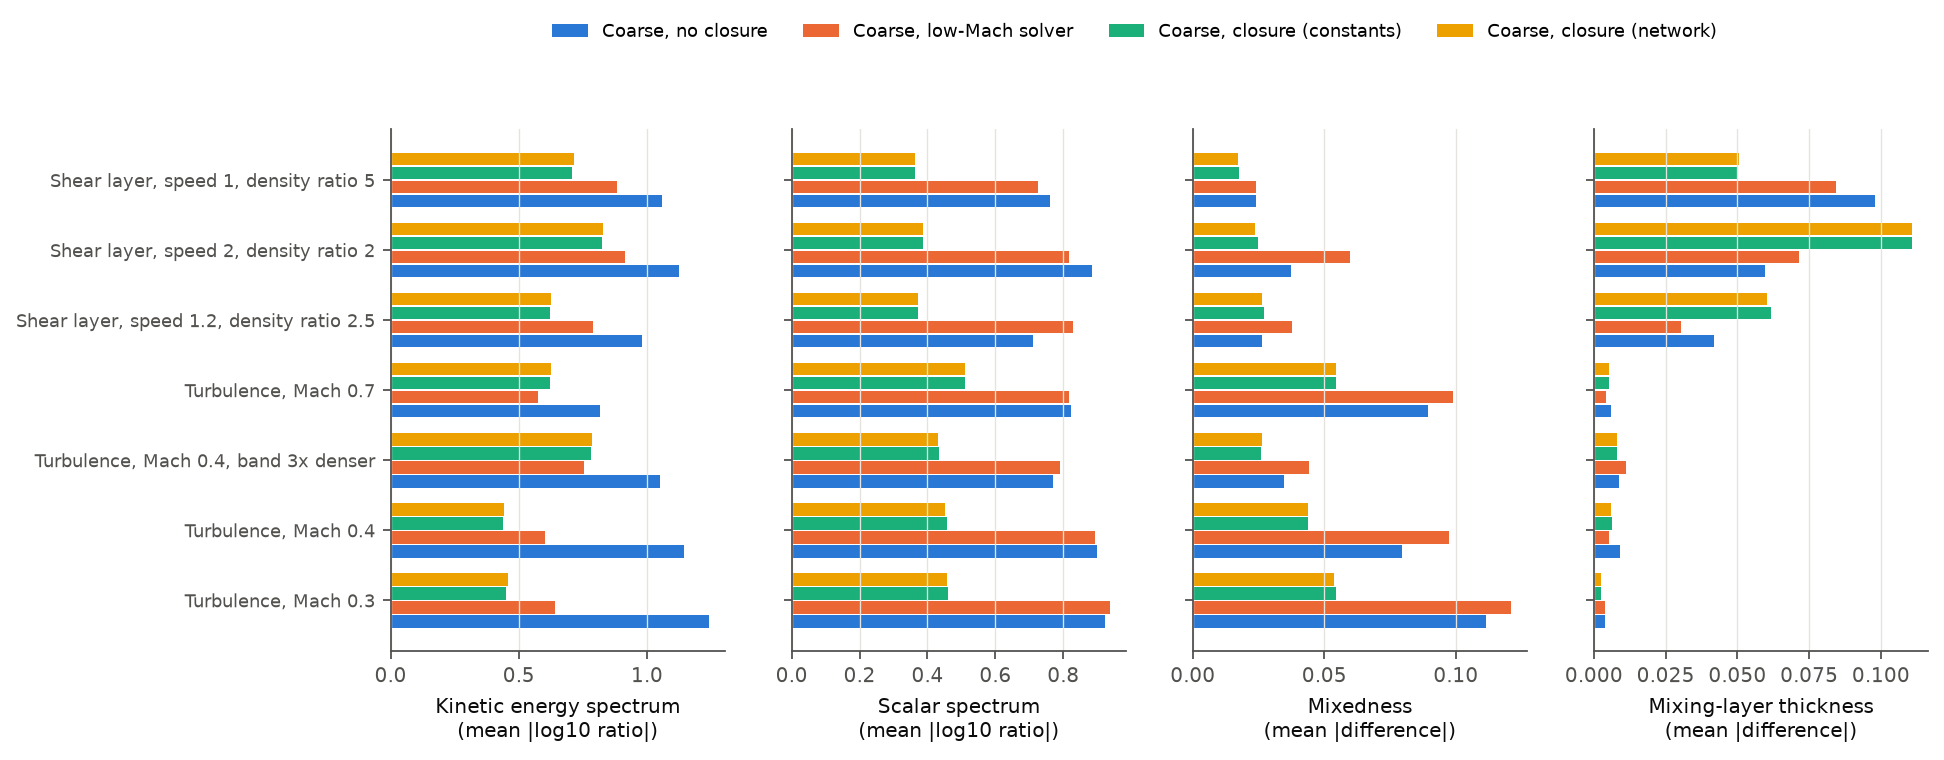 Coarse, no closure
Coarse, low-Mach solver
Coarse, closure (constants)
Coarse, closure (network)
Shear layer, speed 1, density ratio 5
Shear layer, speed 2, density ratio 2
Shear layer, speed 1.2, density ratio 2.5
Turbulence, Mach 0.7
Turbulence, Mach 0.4, band 3x denser
Turbulence, Mach 0.4
Turbulence, Mach 0.3
0.0 0.5 1.0
Kinetic energy spectrum
(mean |log10 ratio|)
0.0 0.2 0.4 0.6 0.8
Scalar spectrum
(mean |log10 ratio|)
0.00 0.05 0.10
Mixedness
(mean |difference|)
0.000 0.025 0.050 0.075 0.100
Mixing-layer thickness
(mean |difference|)